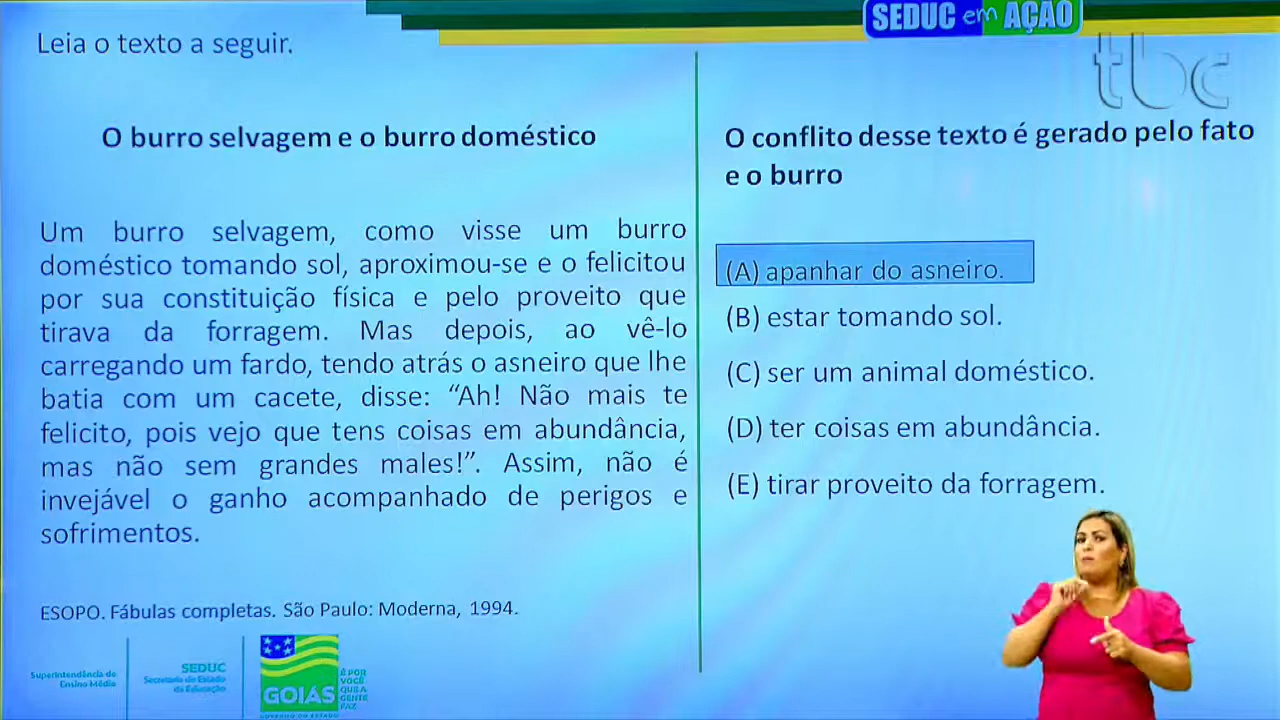 SEDUC em AÇÃO
tbc
Leia o texto a seguir.
O burro selvagem e o burro doméstico
Um burro selvagem, como visse um burro
doméstico tomando sol, aproximou-se e o felicitou
por sua constituição física e pelo proveito que
tirava da forragem. Mas depois, ao vê-lo
carregando um fardo, tendo atrás o asneiro que lhe
batia com um cacete, disse: “Ah! Não mais te
felicito, pois vejo que tens coisas em abundância,
mas não sem grandes males!”. Assim, não é
invejável o ganho acompanhado de perigos e
sofrimentos.
ESOPO. Fábulas completas. São Paulo: Moderna, 1994.
O conflito desse texto é gerado pelo fato
e o burro
(A) apanhar do asneiro.
(B) estar tomando sol.
(C) ser um animal doméstico.
(D) ter coisas em abundância.
(E) tirar proveito da forragem.
Superintendência de
Ensino Médio
SEDUC
Secretaria de Estado
da Educação
GOIÁS
GOVERNO DO ESTADO
É POR
VOCÊ
QUE A
GENTE
FAZ